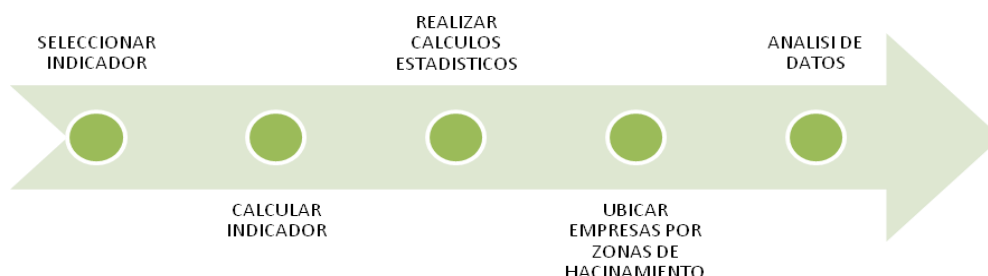 SELECCIONAR
INDICADOR
CALCULAR
INDICADOR
REALIZAR
CALCULOS
ESTADISTICOS
UBICAR
EMPRESAS POR
ZONAS DE
HACINAMIENTO
ANALISI DE
DATOS